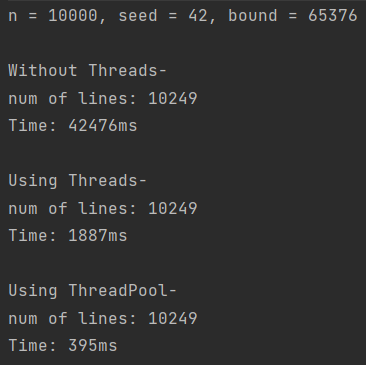 n = 10000, seed = 42, bound = 65376
Without Threads-
num of lines: 10249
Time: 42476ms
Using Threads-
num of lines: 10249
Time: 1887ms
Using ThreadPool-
num of lines: 10249
Time: 395ms